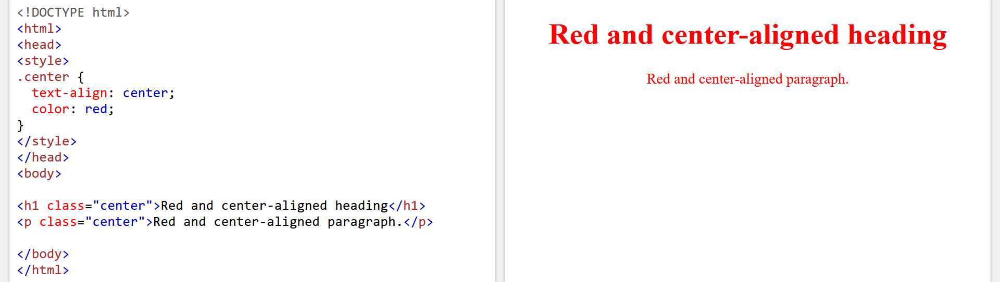 <!DOCTYPE html>
<html>
<head>
<style>
.center {
  text-align: center;
  color: red;
}
</style>
</head>
<body>

<h1 class="center">Red and center-aligned heading</h1>
<p class="center">Red and center-aligned paragraph.</p>

</body>
</html>
Red and center-aligned heading
Red and center-aligned paragraph.